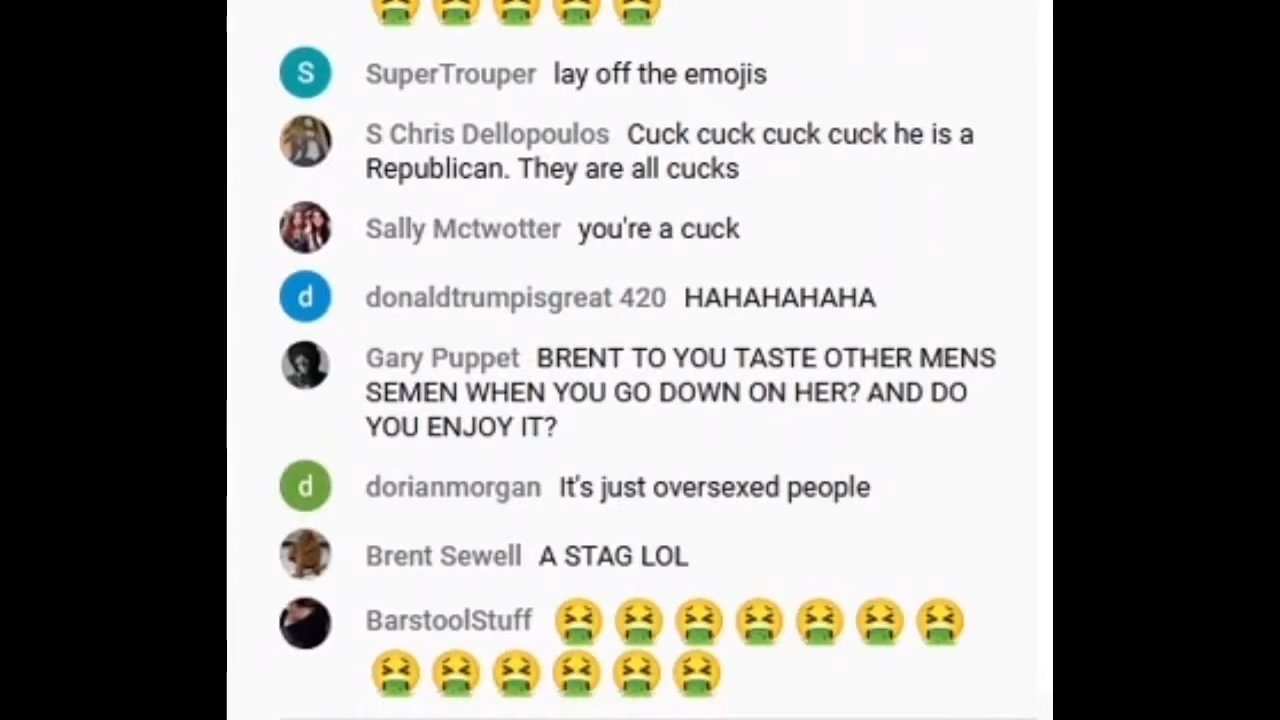 S
SuperTrouper lay off the emojis
S Chris Dellopoulos Cuck cuck cuck cuck he is a
Republican. They are all cucks
Sally Mctwotter you're a cuck
d
donaldtrumpisgreat 420 HAHAHAHAHA
Gary Puppet BRENT TO YOU TASTE OTHER MENS
SEMEN WHEN YOU GO DOWN ON HER? AND DO
YOU ENJOY IT?
d
dorianmorgan It's just oversexed people
Brent Sewell A STAG LOL
BarstoolStuff 🤮🤮🤮🤮🤮🤮🤮
🤮🤮🤮🤮🤮🤮